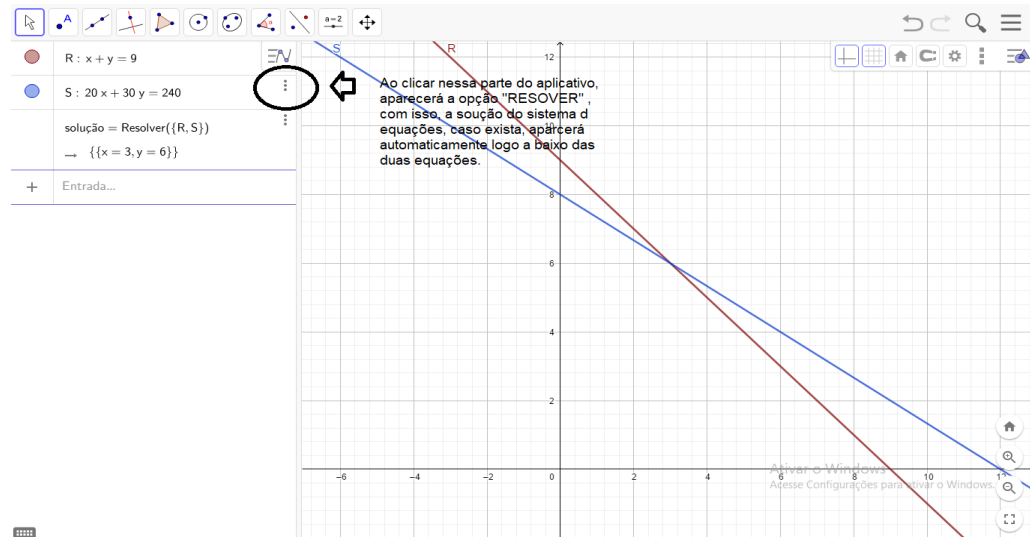 a=2
R : x + y = 9
S : 20 x + 30 y = 240
solução = Resolver({R, S})
→ {{x = 3, y = 6}}
+ Entrada...
S
R
Ao clicar nessa parte do aplicativo,
aparecerá a opção "RESOVER" ,
com isso, a soução do sistema d
equações, caso exista, aparcerá
automaticamente logo a baixo das
duas equações.
12
10
8
6
4
2
-6 -4 -2 0 2 4 6 8 10 12
Ativar o Windows
Acesse Configurações para ativar o Windows.